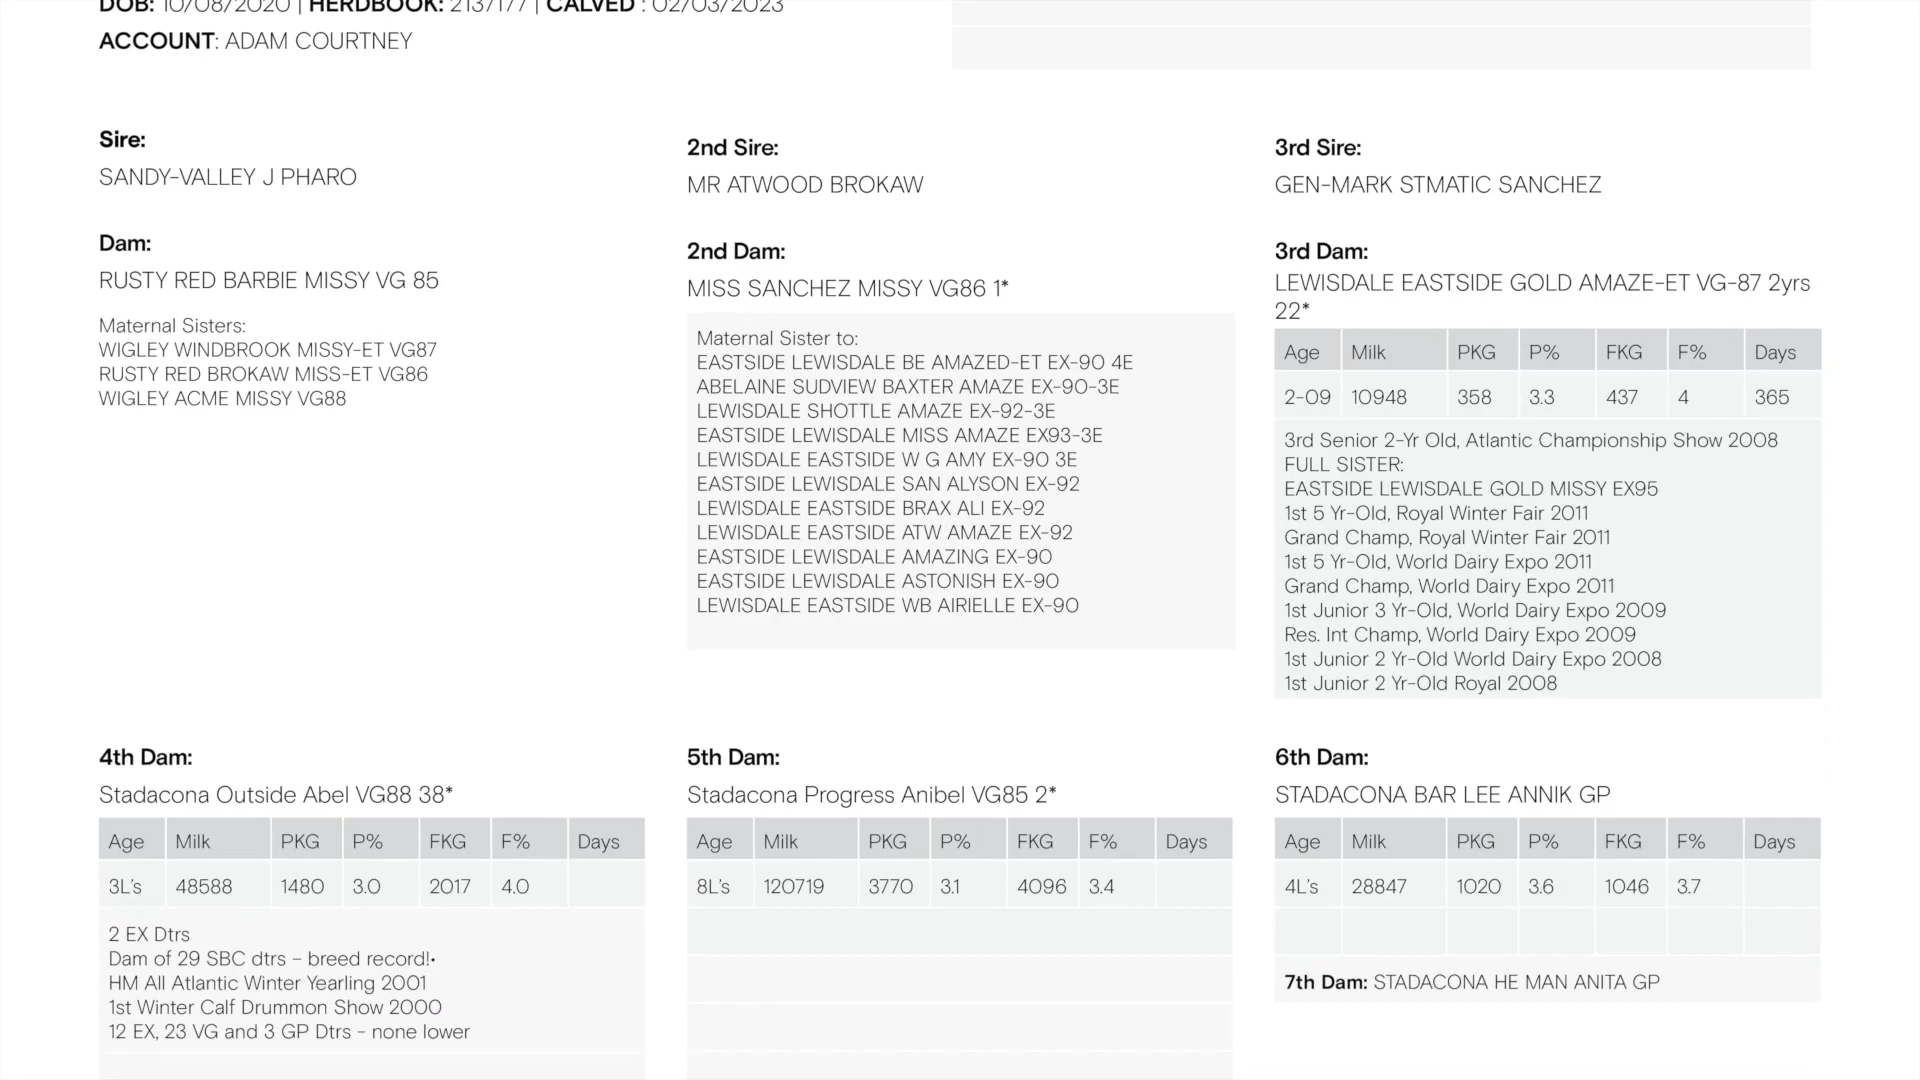 DOB: 10/08/2020 | HERDBOOK: 2137177 | CALVED : 02/03/2023
ACCOUNT: ADAM COURTNEY
Sire:
SANDY-VALLEY J PHARO
Dam:
RUSTY RED BARBIE MISSY VG 85
Maternal Sisters:
WIGLEY WINDBROOK MISSY-ET VG87
RUSTY RED BROKAW MISS-ET VG86
WIGLEY ACME MISSY VG88
2nd Sire:
MR ATWOOD BROKAW
2nd Dam:
MISS SANCHEZ MISSY VG86 1*
Maternal Sister to:
EASTSIDE LEWISDALE BE AMAZED-ET EX-90 4E
ABELAINE SUDVIEW BAXTER AMAZE EX-90-3E
LEWISDALE SHOTTLE AMAZE EX-92-3E
EASTSIDE LEWISDALE MISS AMAZE EX93-3E
LEWISDALE EASTSIDE W G AMY EX-90 3E
EASTSIDE LEWISDALE SAN ALYSON EX-92
LEWISDALE EASTSIDE BRAX ALI EX-92
LEWISDALE EASTSIDE ATW AMAZE EX-92
EASTSIDE LEWISDALE AMAZING EX-90
EASTSIDE LEWISDALE ASTONISH EX-90
LEWISDALE EASTSIDE WB AIRIELLE EX-90
3rd Sire:
GEN-MARK STMATIC SANCHEZ
3rd Dam:
LEWISDALE EASTSIDE GOLD AMAZE-ET VG-87 2yrs
22*
Age Milk PKG P% FKG F% Days
2-09 10948 358 3.3 437 4 365
3rd Senior 2-Yr Old, Atlantic Championship Show 2008
FULL SISTER:
EASTSIDE LEWISDALE GOLD MISSY EX95
1st 5 Yr-Old, Royal Winter Fair 2011
Grand Champ, Royal Winter Fair 2011
1st 5 Yr-Old, World Dairy Expo 2011
Grand Champ, World Dairy Expo 2011
1st Junior 3 Yr-Old, World Dairy Expo 2009
Res. Int Champ, World Dairy Expo 2009
1st Junior 2 Yr-Old World Dairy Expo 2008
1st Junior 2 Yr-Old Royal 2008
4th Dam:
Stadacona Outside Abel VG88 38*
Age Milk PKG P% FKG F% Days
3L's 48588 1480 3.0 2017 4.0
2 EX Dtrs
Dam of 29 SBC dtrs - breed record!•
HM All Atlantic Winter Yearling 2001
1st Winter Calf Drummon Show 2000
12 EX, 23 VG and 3 GP Dtrs - none lower
5th Dam:
Stadacona Progress Anibel VG85 2*
Age Milk PKG P% FKG F% Days
8L's 120719 3770 3.1 4096 3.4
6th Dam:
STADACONA BAR LEE ANNIK GP
Age Milk PKG P% FKG F% Days
4L's 28847 1020 3.6 1046 3.7
7th Dam: STADACONA HE MAN ANITA GP